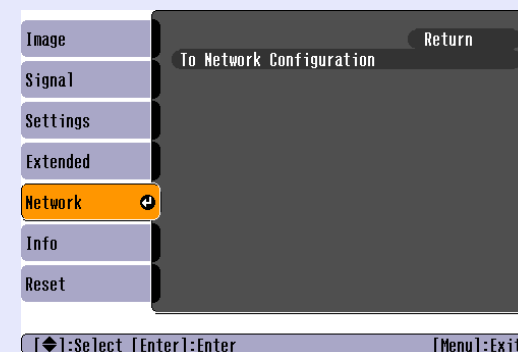 Image
Signal
Settings
Extended
Network
Info
Reset
Return
To Network Configuration
[◆]:Select [Enter]:Enter [Menu]:Exit